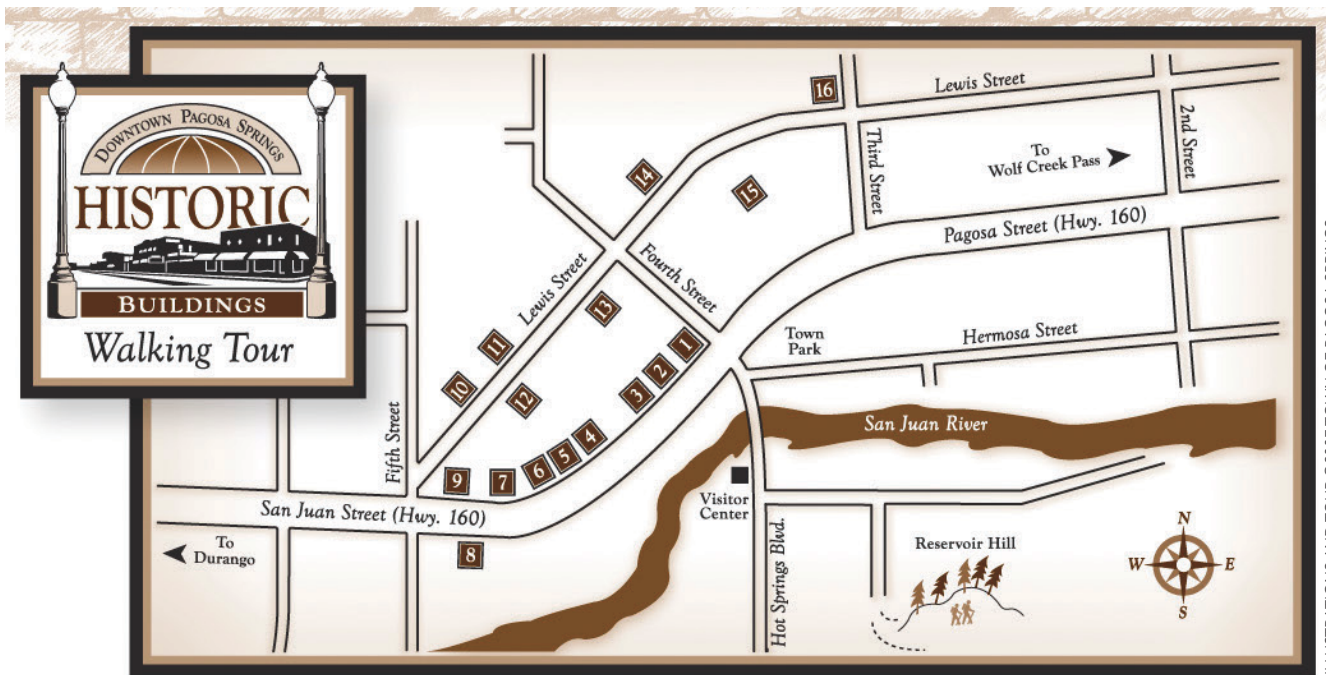 DOWNTOWN PAGOSA SPRINGS
HISTORIC
BUILDINGS
Walking Tour
16
Lewis Street
2nd Street
To
Wolf Creek Pass
Third Street
14
15
Pagosa Street (Hwy. 160)
Fourth Street
Lewis Street
13
11
10
12
1
2
3
4
5
6
7
9
8
Town
Park
Hermosa Street
San Juan River
Fifth Street
San Juan Street (Hwy. 160)
To
Durango
Visitor
Center
Hot Springs Blvd.
Reservoir Hill
N
W
E
S